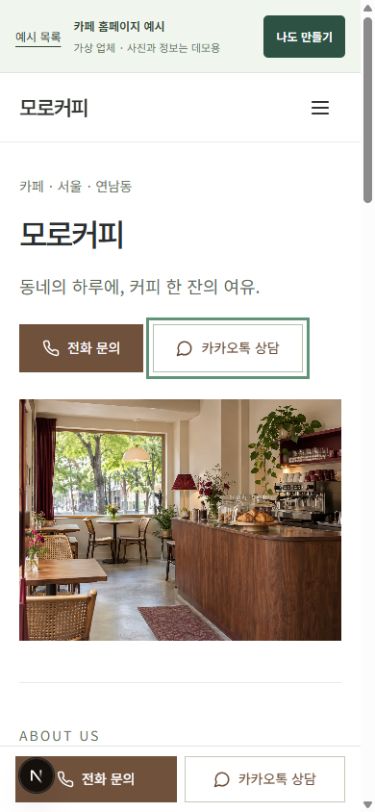 예시 목록
카페 홈페이지 예시
가상 업체 · 사진과 정보는 데모용
나도 만들기
모로커피
카페 · 서울 · 연남동
모로커피
동네의 하루에, 커피 한 잔의 여유.
전화 문의
카카오톡 상담
ABOUT US
N
전화 문의
카카오톡 상담